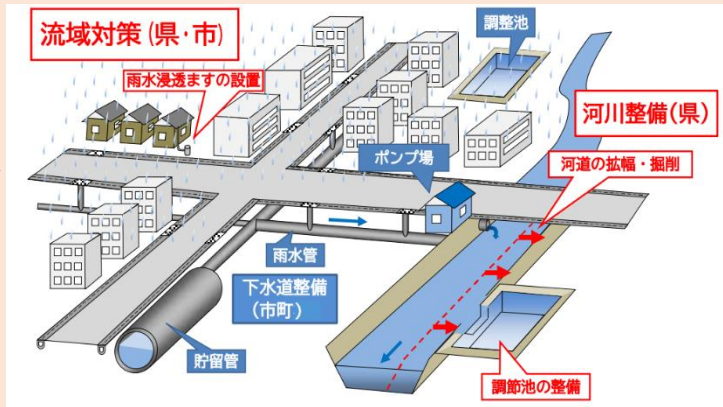 流域対策(県・市)
雨水浸透ますの設置
調整池
河川整備(県)
河道の拡幅・掘削
ポンプ場
雨水管
下水道整備
(市町)
貯留管
調節池の整備